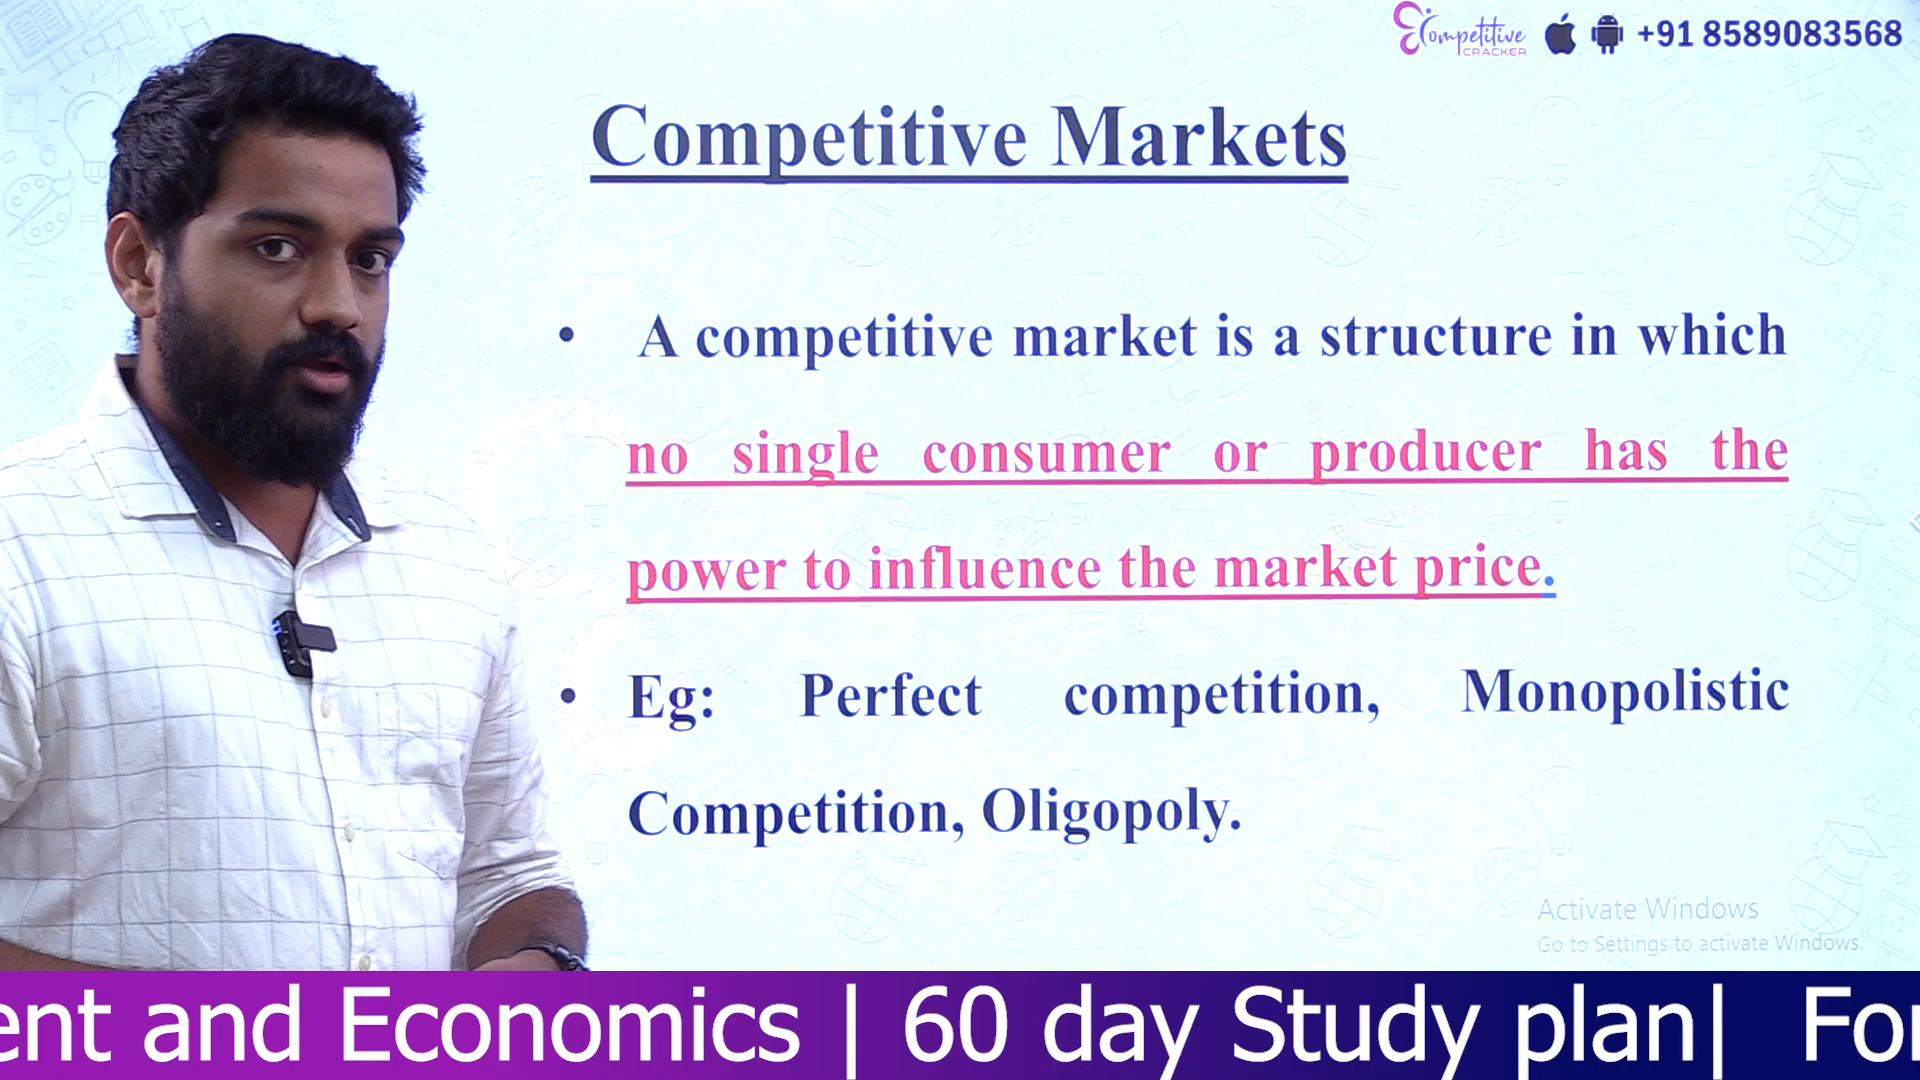 Competitive
CRACKER
+91 8589083568
Competitive Markets
• A competitive market is a structure in which
no single consumer or producer has the
power to influence the market price.
• Eg: Perfect competition, Monopolistic
Competition, Oligopoly.
Activate Windows
Go to Settings to activate Windows.
ent and Economics | 60 day Study plan| For